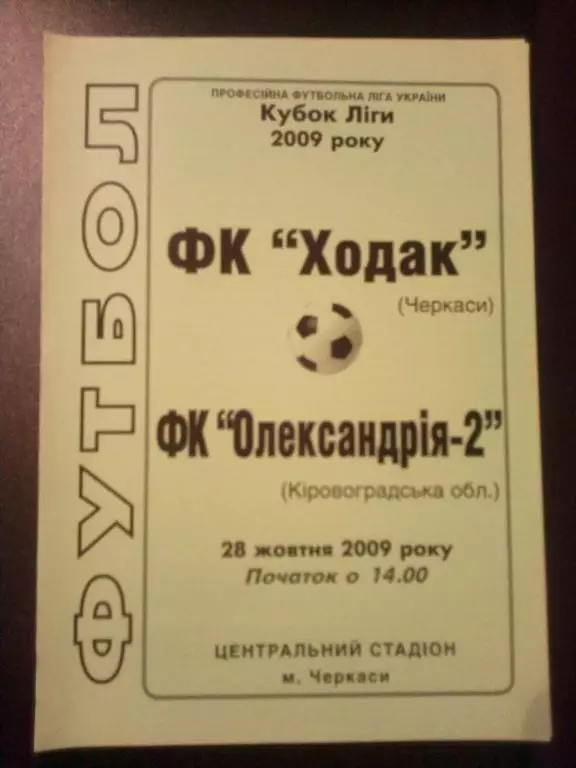 ФУТБОЛ
ПРОФЕСІЙНА ФУТБОЛЬНА ЛІГА УКРАЇНИ
Кубок Ліги
2009 року
ФК “Ходак”
(Черкаси)
ФК “Олександрія-2”
(Кіровоградська обл.)
28 жовтня 2009 року
Початок о 14.00
ЦЕНТРАЛЬНИЙ СТАДІОН
м. Черкаси